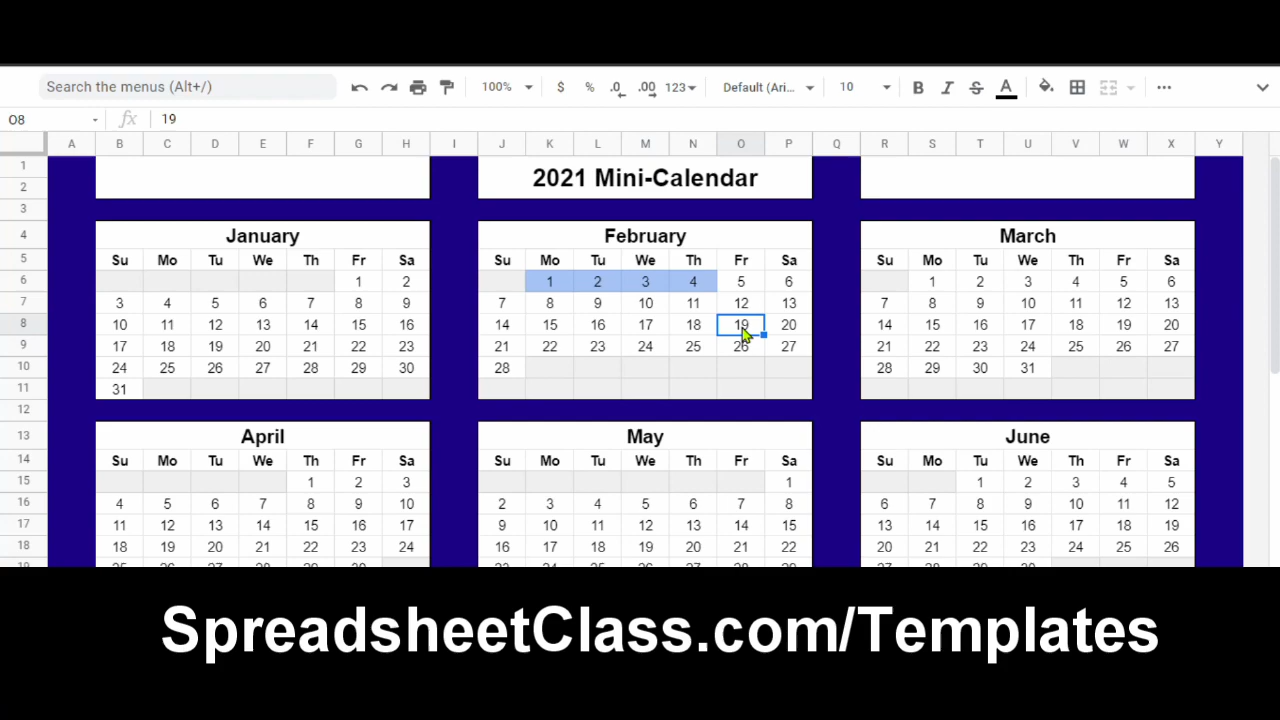 Search the menus (Alt+/) 100% $ % .0 .00 123 Default (Ari... 10 B I S A
O8 fx 19
A B C D E F G H I J K L M N O P Q R S T U V W X Y
1
2 2021 Mini-Calendar
3
4 January February March
5 Su Mo Tu We Th Fr Sa Su Mo Tu We Th Fr Sa Su Mo Tu We Th Fr Sa
6 1 2 1 2 3 4 5 6 1 2 3 4 5 6
7 3 4 5 6 7 8 9 7 8 9 10 11 12 13 7 8 9 10 11 12 13
8 10 11 12 13 14 15 16 14 15 16 17 18 19 20 14 15 16 17 18 19 20
9 17 18 19 20 21 22 23 21 22 23 24 25 26 27 21 22 23 24 25 26 27
10 24 25 26 27 28 29 30 28 28 29 30 31
11 31
12
13 April May June
14 Su Mo Tu We Th Fr Sa Su Mo Tu We Th Fr Sa Su Mo Tu We Th Fr Sa
15 1 2 3 1 1 2 3 4 5
16 4 5 6 7 8 9 10 2 3 4 5 6 7 8 6 7 8 9 10 11 12
17 11 12 13 14 15 16 17 9 10 11 12 13 14 15 13 14 15 16 17 18 19
18 18 19 20 21 22 23 24 16 17 18 19 20 21 22 20 21 22 23 24 25 26
SpreadsheetClass.com/Templates